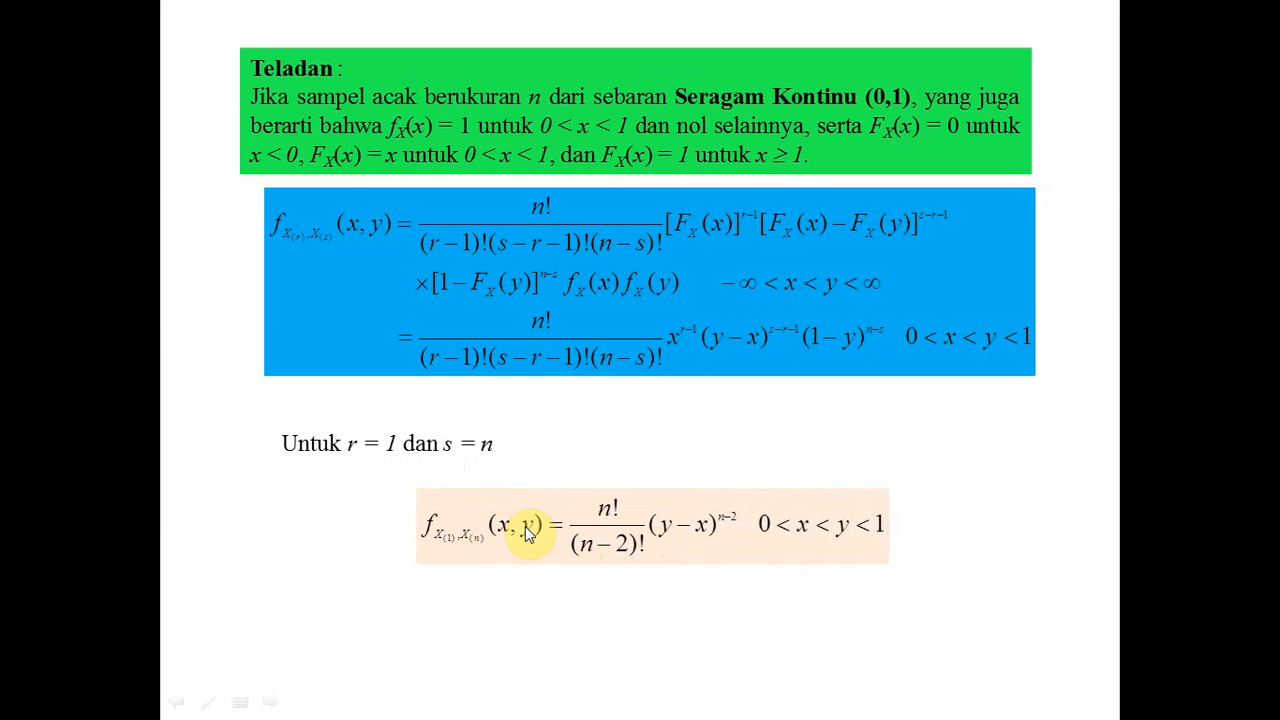 Teladan :
Jika sampel acak berukuran n dari sebaran Seragam Kontinu (0,1), yang juga
berarti bahwa f_X(x) = 1 untuk 0 < x < 1 dan nol selainnya, serta F_X(x) = 0 untuk
x < 0, F_X(x) = x untuk 0 < x < 1, dan F_X(x) = 1 untuk x ≥ 1.
f_{X_{(r)},X_{(s)}}(x, y) = \frac{n!}{(r−1)!(s−r−1)!(n−s)!} [F_X(x)]^{r−1} [F_X(x) − F_X(y)]^{s−r−1}
×[1−F_X(y)]^{n−s} f_X(x) f_X(y)   −∞ < x < y < ∞
= \frac{n!}{(r−1)!(s−r−1)!(n−s)!} x^{r−1} (y−x)^{s−r−1} (1−y)^{n−s}   0 < x < y < 1
Untuk r = 1 dan s = n
f_{X_{(1)},X_{(n)}}(x, y) = \frac{n!}{(n−2)!} (y−x)^{n−2}   0 < x < y < 1